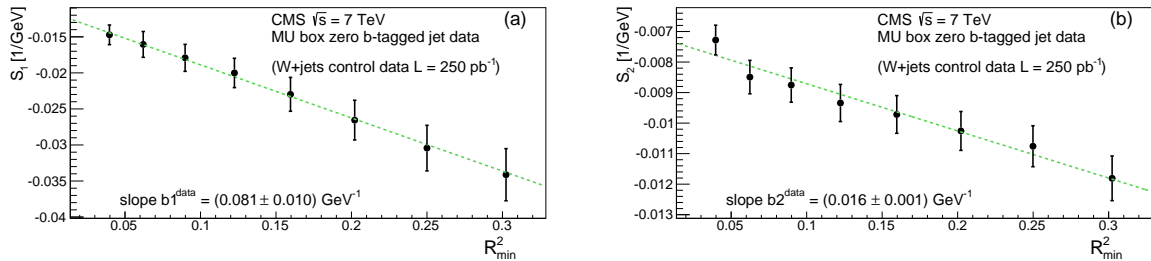 (a)
CMS √s = 7 TeV
MU box zero b-tagged jet data
(W+jets control data L = 250 pb⁻¹)
S₁ [1/GeV]
-0.015
-0.02
-0.025
-0.03
-0.035
-0.04
slope b1ᵈᵃᵗᵃ = (0.081 ± 0.010) GeV⁻¹
0.05 0.1 0.15 0.2 0.25 0.3
R²min
(b)
CMS √s = 7 TeV
MU box zero b-tagged jet data
(W+jets control data L = 250 pb⁻¹)
S₂ [1/GeV]
-0.007
-0.008
-0.009
-0.01
-0.011
-0.012
-0.013
slope b2ᵈᵃᵗᵃ = (0.016 ± 0.001) GeV⁻¹
0.05 0.1 0.15 0.2 0.25 0.3
R²min